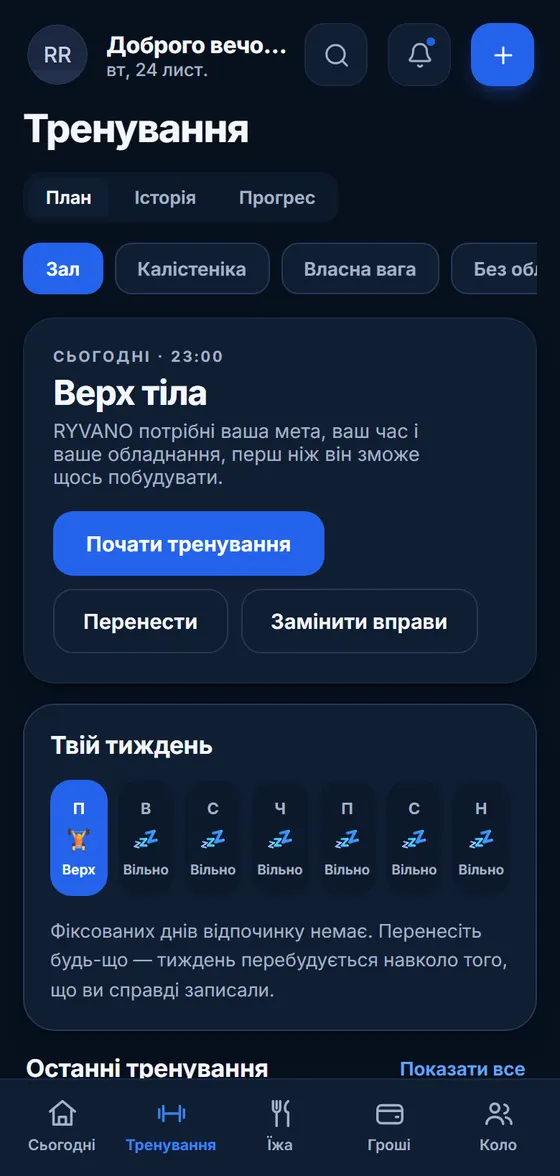 RR
Доброго вечо...
вт, 24 лист.
Тренування
План Історія Прогрес
Зал Калістеніка Власна вага Без об
СЬОГОДНІ · 23:00
Верх тіла
RYVANO потрібні ваша мета, ваш час і
ваше обладнання, перш ніж він зможе
щось побудувати.
Почати тренування
Перенести Замінити вправи
Твій тиждень
П В С Ч П С Н
Верх Вільно Вільно Вільно Вільно Вільно Вільно
Фіксованих днів відпочинку немає. Перенесіть
будь-що — тиждень перебудується навколо того,
що ви справді записали.
Останні тренування Показати все
Сьогодні Тренування Їжа Гроші Коло